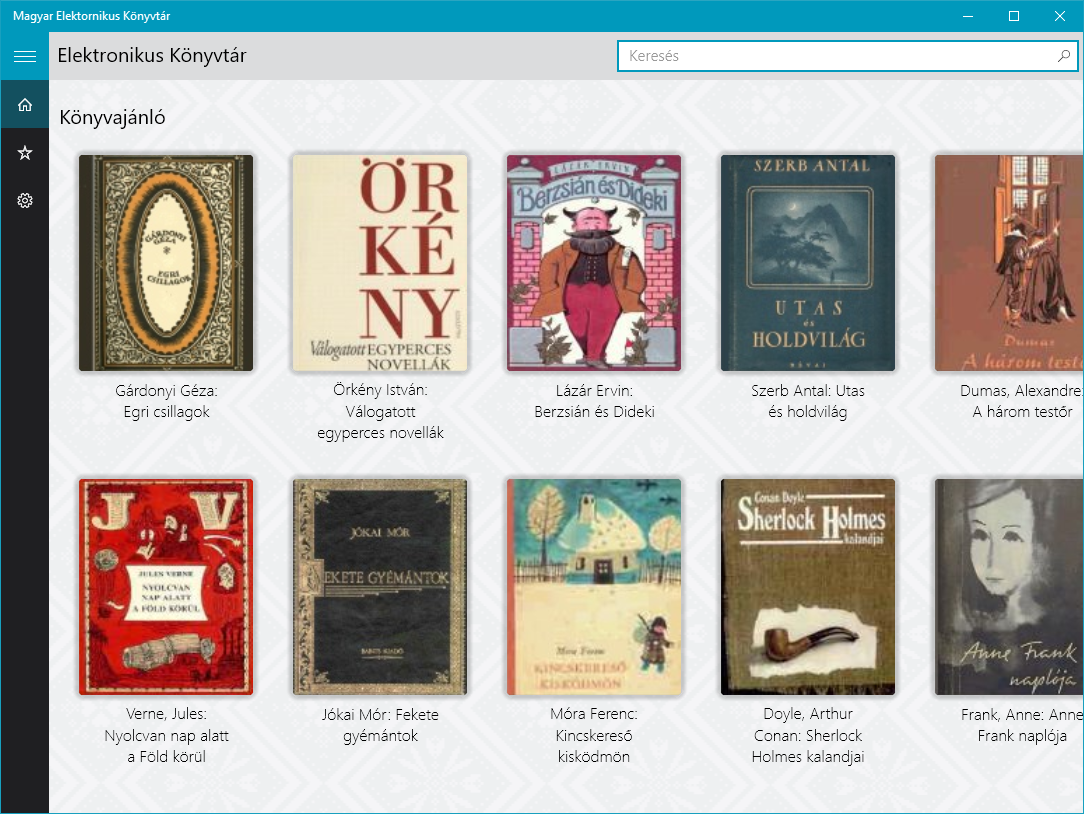 Magyar Elektornikus Könyvtár
Elektronikus Könyvtár
Keresés
Könyvajánló
GÁRDONYI
GÉZA
EGRI
CSILLAGOK
Gárdonyi Géza:
Egri csillagok
ÖR
KÉ
NY
Válogatott EGYPERCES
NOVELLÁK
Örkény István:
Válogatott
egyperces novellák
LÁZÁR ERVIN
Berzsián és Dideki
Lázár Ervin:
Berzsián és Dideki
SZERB ANTAL
UTAS
és
HOLDVILÁG
RÉVAI
Szerb Antal: Utas
és holdvilág
Dumas
A három testő
Dumas, Alexandre:
A három testőr
J V
JULES VERNE
NYOLCVAN
NAP ALATT
A FÖLD KÖRÜL
Verne, Jules:
Nyolcvan nap alatt
a Föld körül
JÓKAI MÓR
FEKETE GYÉMÁNTOK
Jókai Mór: Fekete
gyémántok
Móra Ferenc
KINCSKERESŐ
KISKÖDMÖN
Móra Ferenc:
Kincskereső
kisködmön
Conan Doyle
Sherlock Holmes
kalandjai
Doyle, Arthur
Conan: Sherlock
Holmes kalandjai
Anne Frank
naplója
Frank, Anne: Anne
Frank naplója